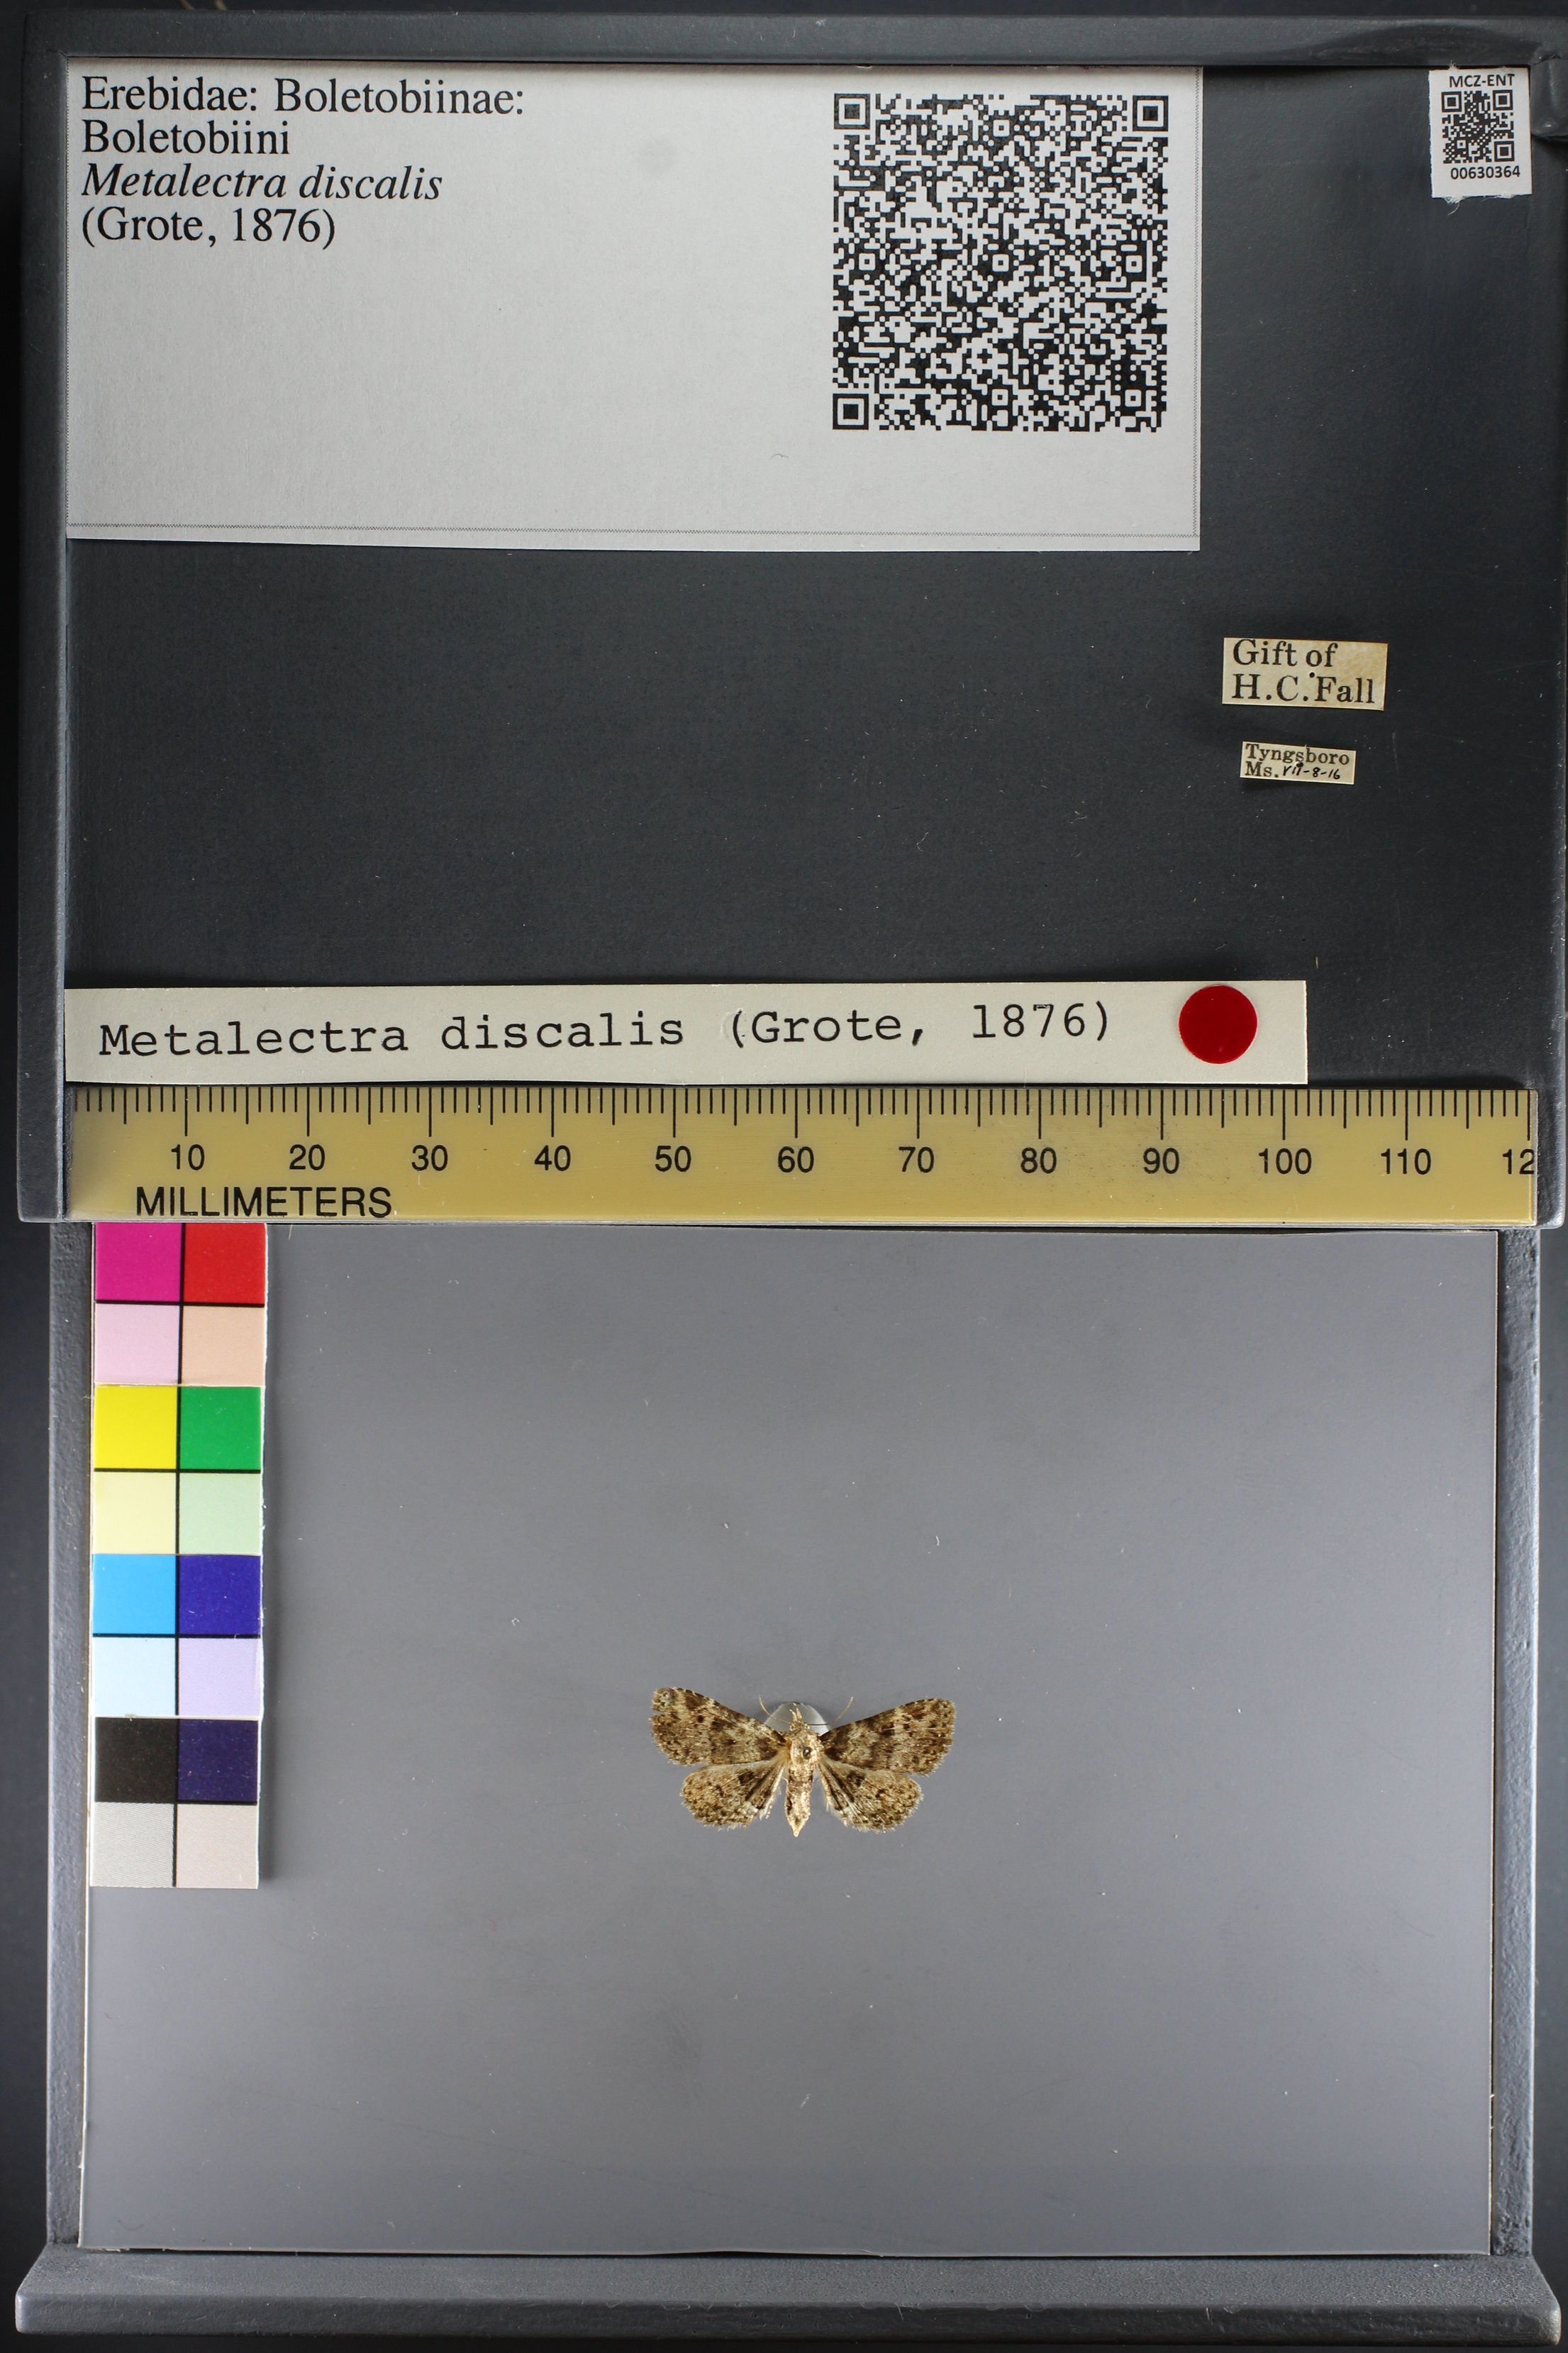 Erebidae: Boletobiinae:
Boletobiini
Metalectra discalis
(Grote, 1876)
MCZ-ENT
00630364
Gift of
H.C.Fall
Tyngsboro
Ms. VII-8-16
Metalectra discalis (Grote, 1876)
10 20 30 40 50 60 70 80 90 100 110 12
MILLIMETERS